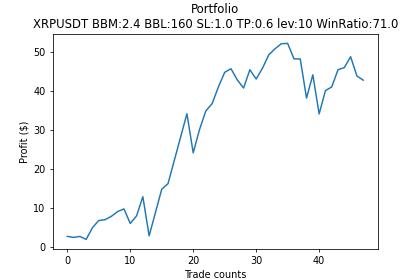 Portfolio
XRPUSDT BBM:2.4 BBL:160 SL:1.0 TP:0.6 lev:10 WinRatio:71.0
50
40
30
20
10
0
Profit ($)
0 10 20 30 40
Trade counts